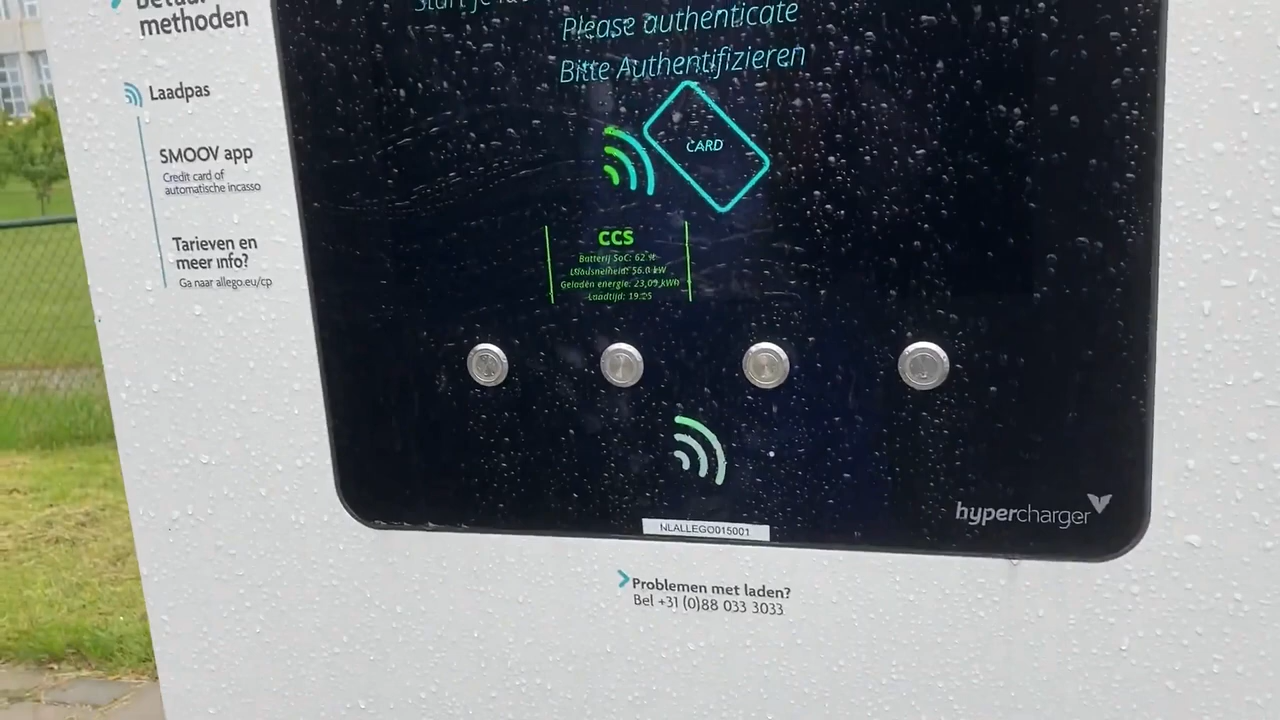 methoden
Laadpas
SMOOV app
Credit card of
automatische incasso
Tarieven en
meer info?
Ga naar allego.eu/cp
Start je
Please authenticate
Bitte Authentifizieren
CARD
CCS
Batterij SoC: 62 %
Laadsnelheid: 56.0 kW
Geladen energie: 23,09 kWh
Laadtijd: 19:25
NLALLEGO015001
hypercharger
Problemen met laden?
Bel +31 (0)88 033 3033